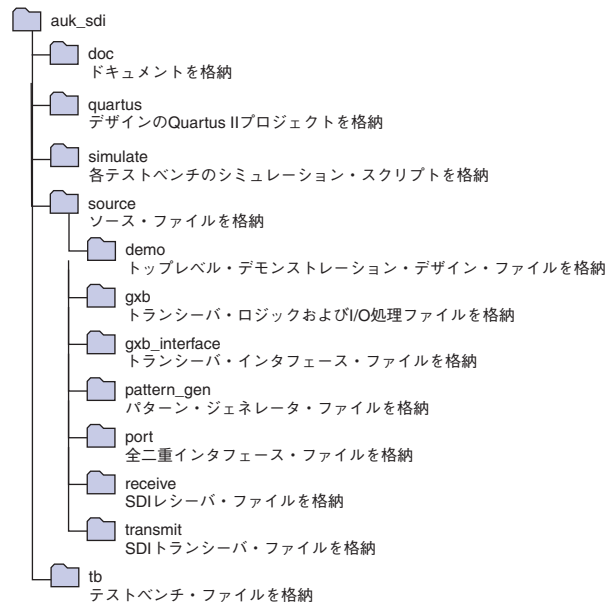 auk_sdi
doc
ドキュメントを格納
quartus
デザインのQuartus IIプロジェクトを格納
simulate
各テストベンチのシミュレーション・スクリプトを格納
source
ソース・ファイルを格納
demo
トップレベル・デモンストレーション・デザイン・ファイルを格納
gxb
トランシーバ・ロジックおよびI/O処理ファイルを格納
gxb_interface
トランシーバ・インタフェース・ファイルを格納
pattern_gen
パターン・ジェネレータ・ファイルを格納
port
全二重インタフェース・ファイルを格納
receive
SDIレシーバ・ファイルを格納
transmit
SDIトランシーバ・ファイルを格納
tb
テストベンチ・ファイルを格納